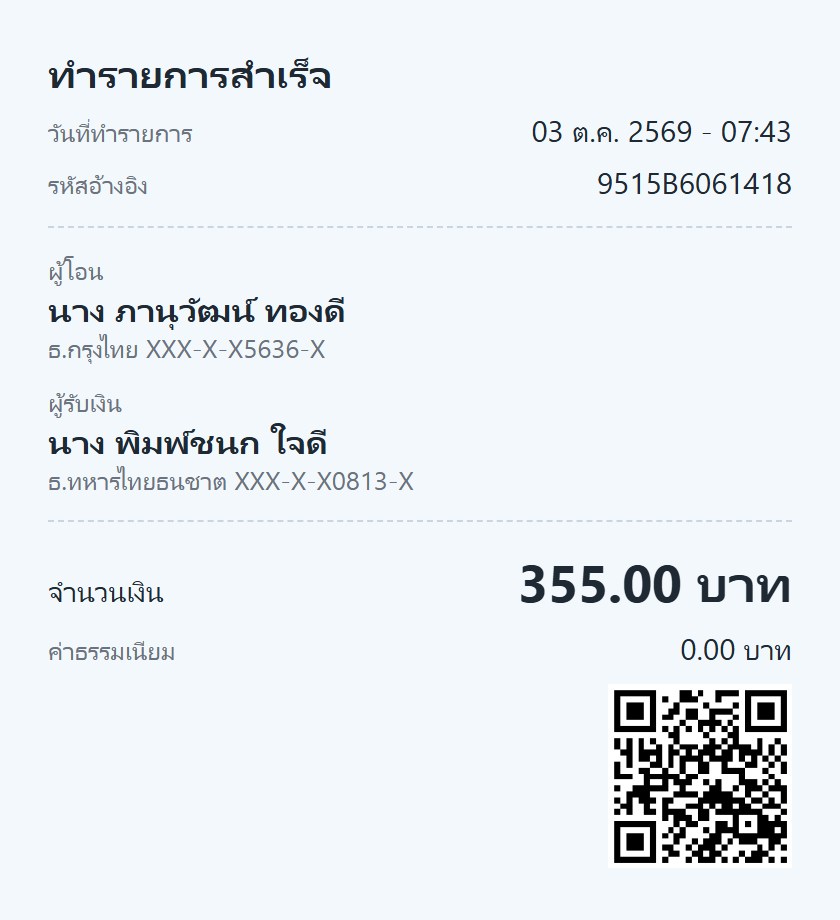 ทำรายการสำเร็จ
วันที่ทำรายการ 03 ต.ค. 2569 - 07:43
รหัสอ้างอิง 9515B6061418
ผู้โอน
นาง ภานุวัฒน์ ทองดี
ธ.กรุงไทย XXX-X-X5636-X
ผู้รับเงิน
นาง พิมพ์ชนก ใจดี
ธ.ทหารไทยธนชาต XXX-X-X0813-X
จำนวนเงิน 355.00 บาท
ค่าธรรมเนียม 0.00 บาท